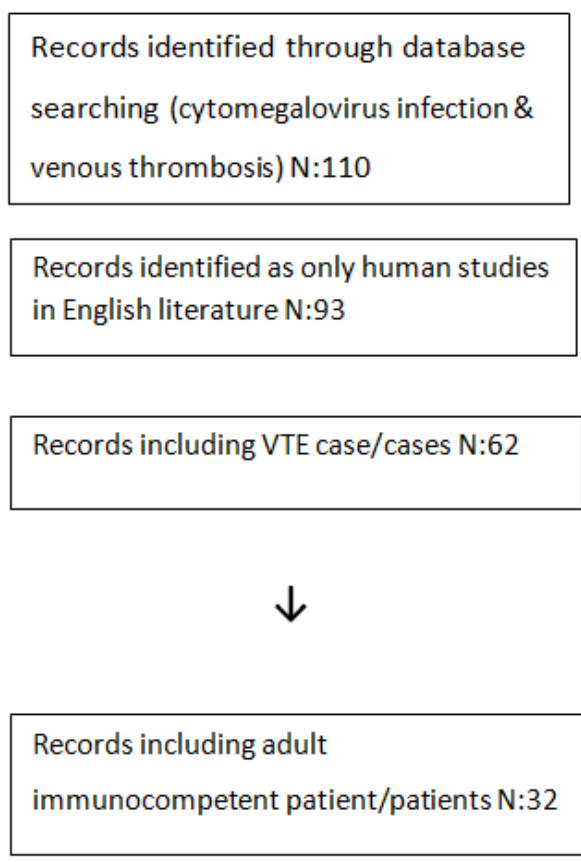 Records identified through database
searching (cytomegalovirus infection &
venous thrombosis) N:110
Records identified as only human studies
in English literature N:93
Records including VTE case/cases N:62
↓
Records including adult
immunocompetent patient/patients N:32